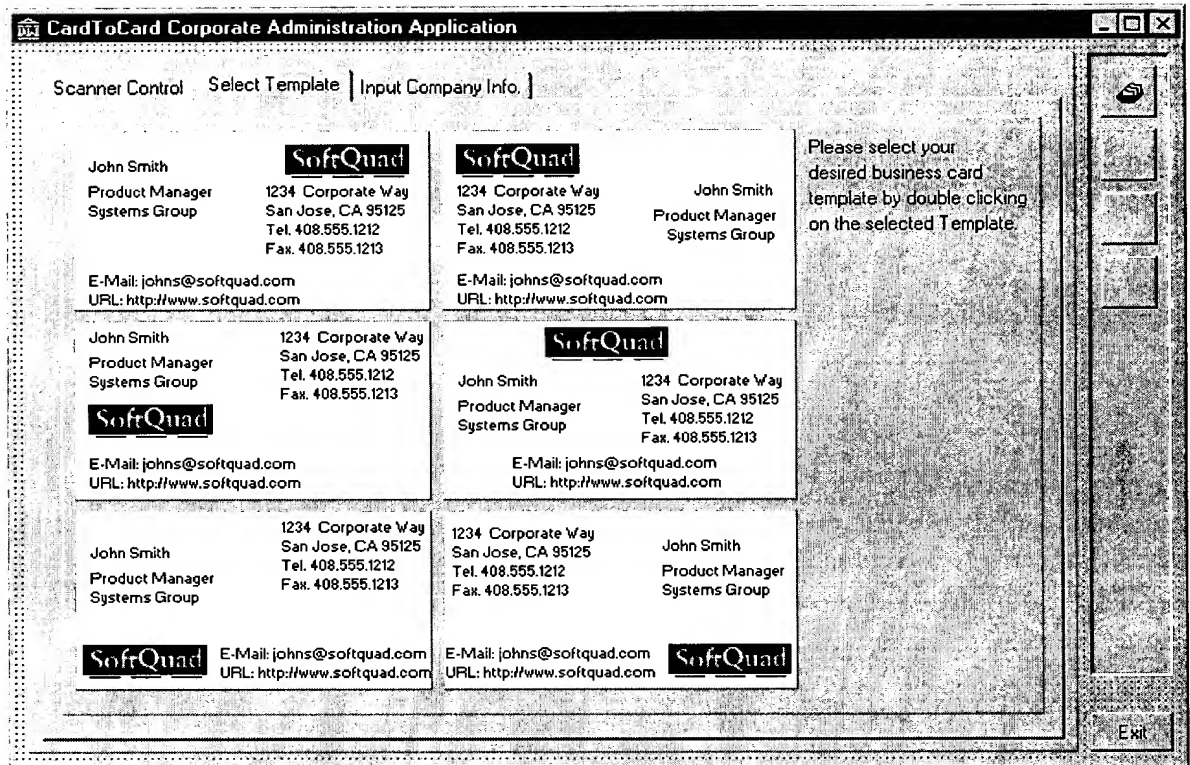 CardToCard Corporate Administration Application
Scanner Control
Select Template
Input Company Info.
John Smith
Product Manager
Systems Group
SoftQuad
1234 Corporate Way
San Jose, CA 95125
Tel. 408.555.1212
Fax. 408.555.1213
E-Mail: johns@softquad.com
URL: http://www.softquad.com
SoftQuad
1234 Corporate Way
San Jose, CA 95125
Tel. 408.555.1212
Fax. 408.555.1213
John Smith
Product Manager
Systems Group
E-Mail: johns@softquad.com
URL: http://www.softquad.com
Please select your
desired business card
template by double clicking
on the selected Template.
John Smith
Product Manager
Systems Group
1234 Corporate Way
San Jose, CA 95125
Tel. 408.555.1212
Fax. 408.555.1213
SoftQuad
E-Mail: johns@softquad.com
URL: http://www.softquad.com
SoftQuad
John Smith
Product Manager
Systems Group
1234 Corporate Way
San Jose, CA 95125
Tel. 408.555.1212
Fax. 408.555.1213
E-Mail: johns@softquad.com
URL: http://www.softquad.com
John Smith
Product Manager
Systems Group
1234 Corporate Way
San Jose, CA 95125
Tel. 408.555.1212
Fax. 408.555.1213
SoftQuad
E-Mail: johns@softquad.com
URL: http://www.softquad.com
1234 Corporate Way
San Jose, CA 95125
Tel. 408.555.1212
Fax. 408.555.1213
John Smith
Product Manager
Systems Group
E-Mail: johns@softquad.com
URL: http://www.softquad.com
SoftQuad
Exit